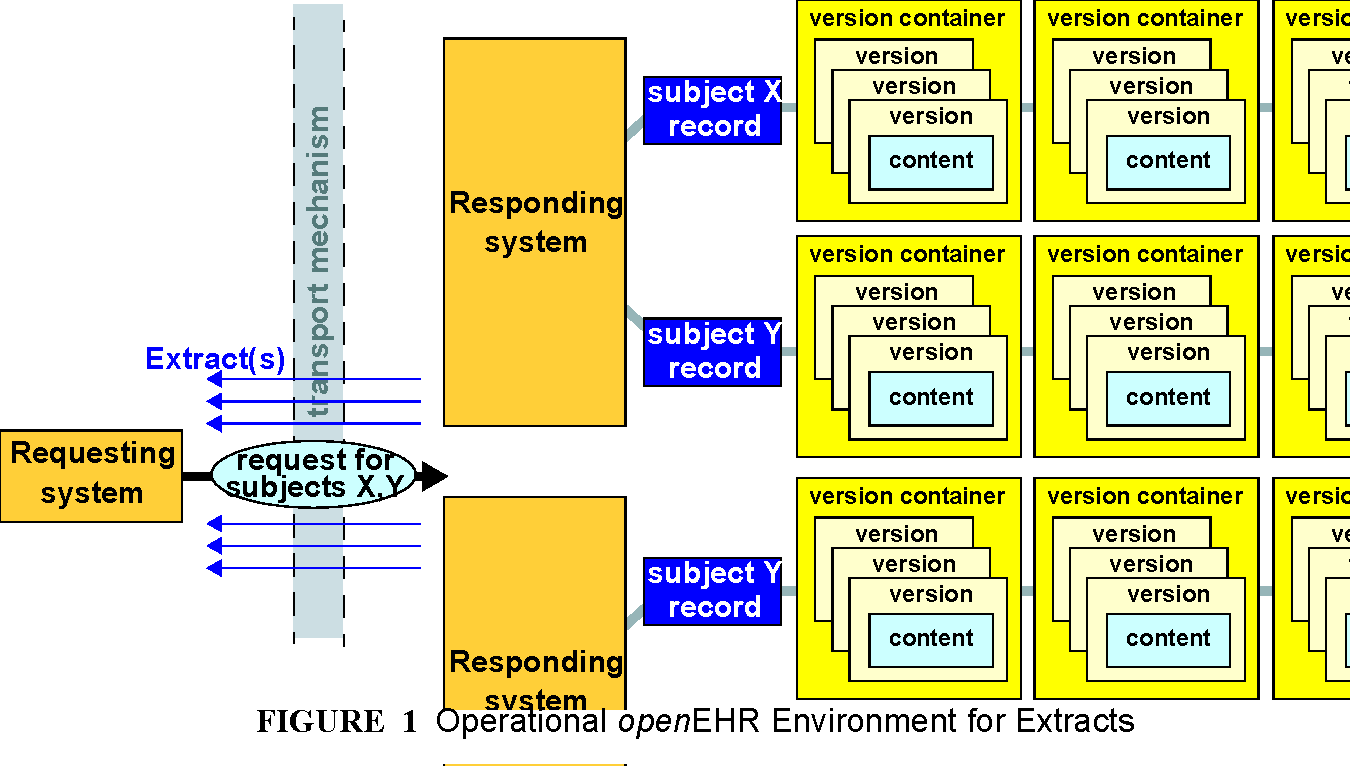 version container
version container
versio
version
version
ve
version
version
version
version
content
content
subject X
record
transport mechanism
Responding
system
version container
version container
versio
version
version
ve
version
version
version
version
content
content
subject Y
record
Extract(s)
Requesting
system
request for
subjects X,Y
version container
version container
versio
version
version
ve
version
version
version
version
content
content
subject Y
record
Responding
system
FIGURE 1 Operational openEHR Environment for Extracts